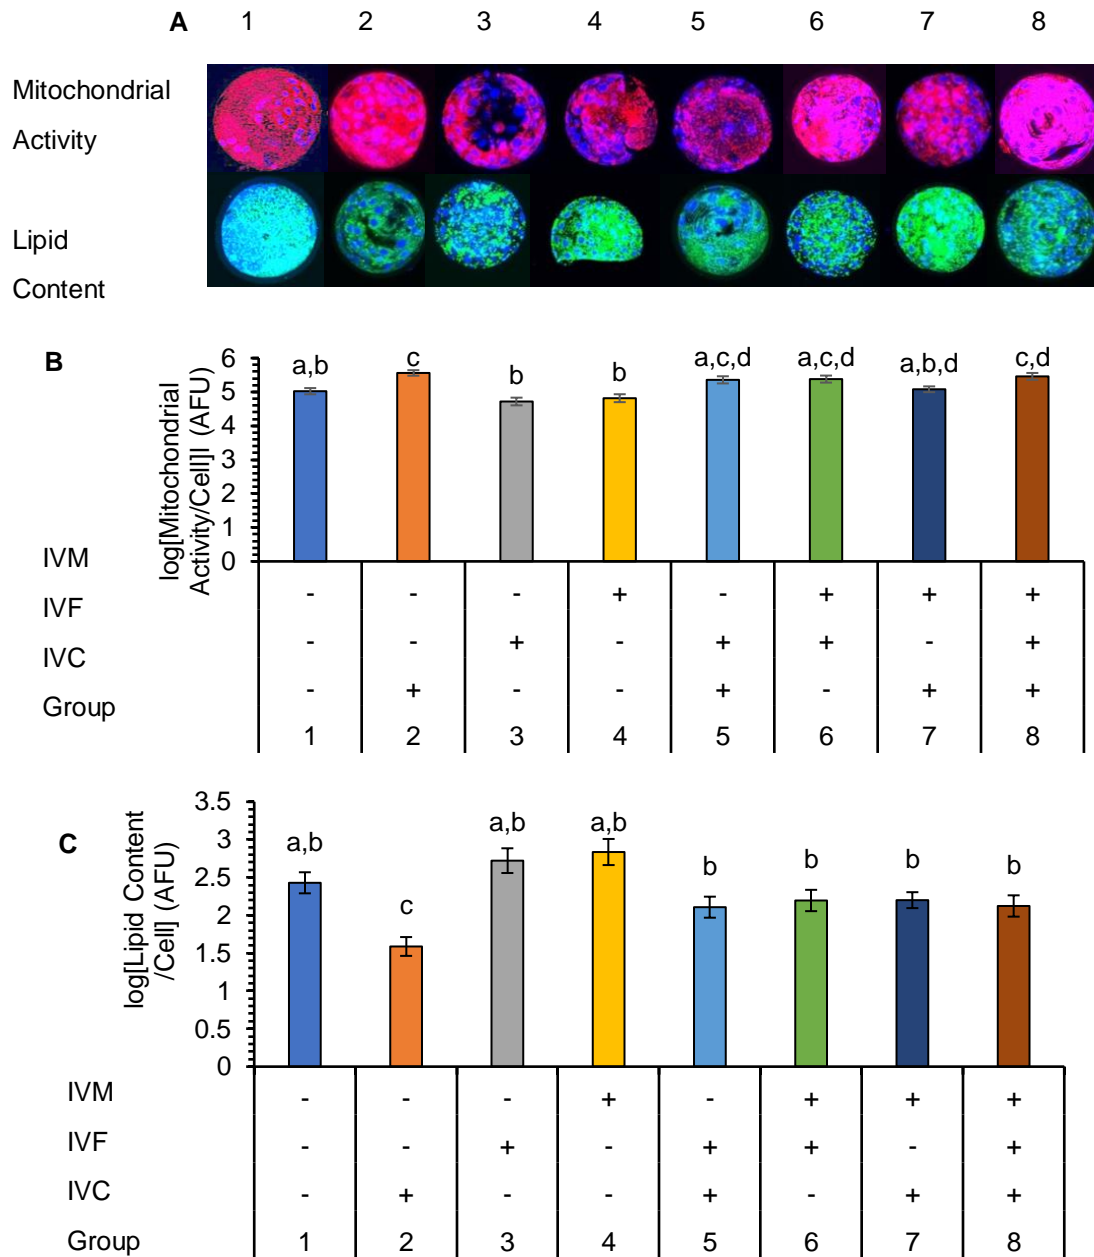 A 1 2 3 4 5 6 7 8
Mitochondrial
Activity
Lipid
Content
B
log[Mitochondrial
Activity/Cell]l (AFU)
6
5
4
3
2
1
0
a,b c b b a,c,d a,c,d a,b,d c,d
IVM
IVF
IVC
Group
- - - + - + + +
- - + - + + - +
- + - - + - + +
1 2 3 4 5 6 7 8
C
log[Lipid Content
/Cell] (AFU)
3.5
3
2.5
2
1.5
1
0.5
0
a,b c a,b a,b b b b b
IVM - - - + - + + +
IVF - - + - + + - +
IVC - + - - + - + +
Group 1 2 3 4 5 6 7 8